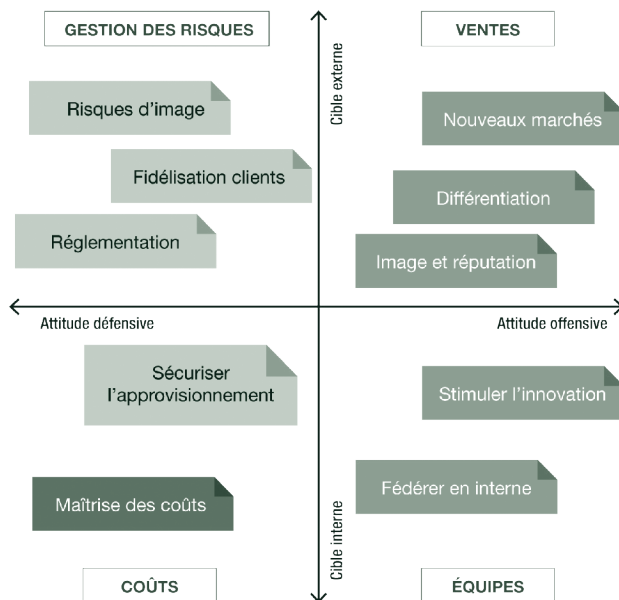 GESTION DES RISQUES
VENTES
Cible externe
Risques d'image
Nouveaux marchés
Fidélisation clients
Différentiation
Réglementation
Image et réputation
Attitude défensive
Attitude offensive
Sécuriser
l'approvisionnement
Stimuler l'innovation
Maîtrise des coûts
Fédérer en interne
Cible interne
COÛTS
ÉQUIPES